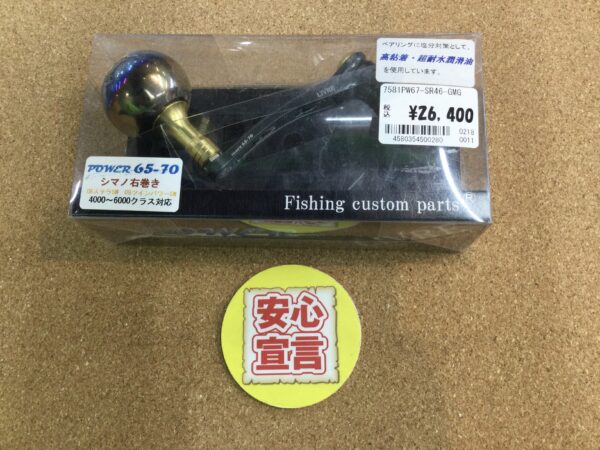 ベアリングに塩分対策として、
高粘着・超耐水潤滑油
を使用しています。
7581PW67-SR46-GMG
税込 ¥26,400
0218
4580354500280 0011
POWER 65-70
シマノ右巻き
4000～6000クラス対応
Fishing custom parts®
安心
宣言